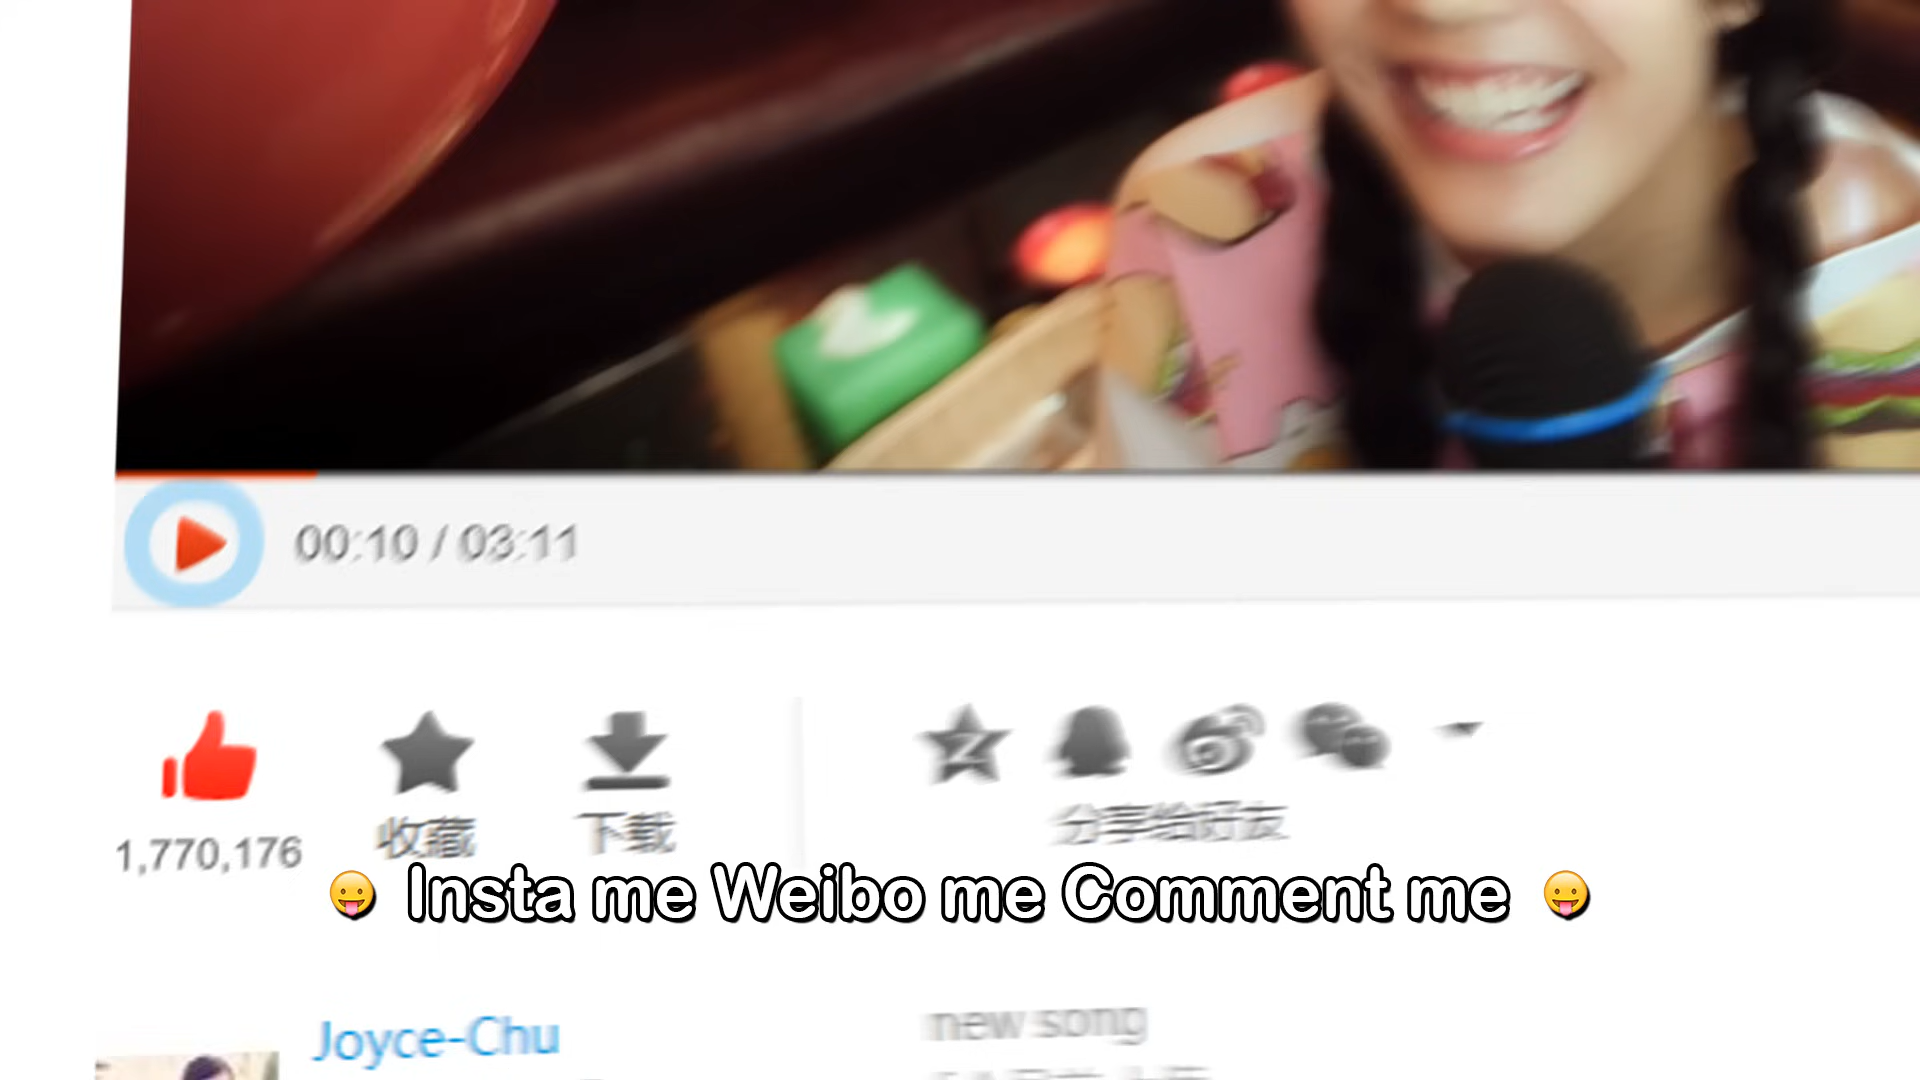 00:10 / 03:11
1,770,176
收藏
下载
分享给好友
😛 Insta me Weibo me Comment me 😛
Joyce-Chu
new song